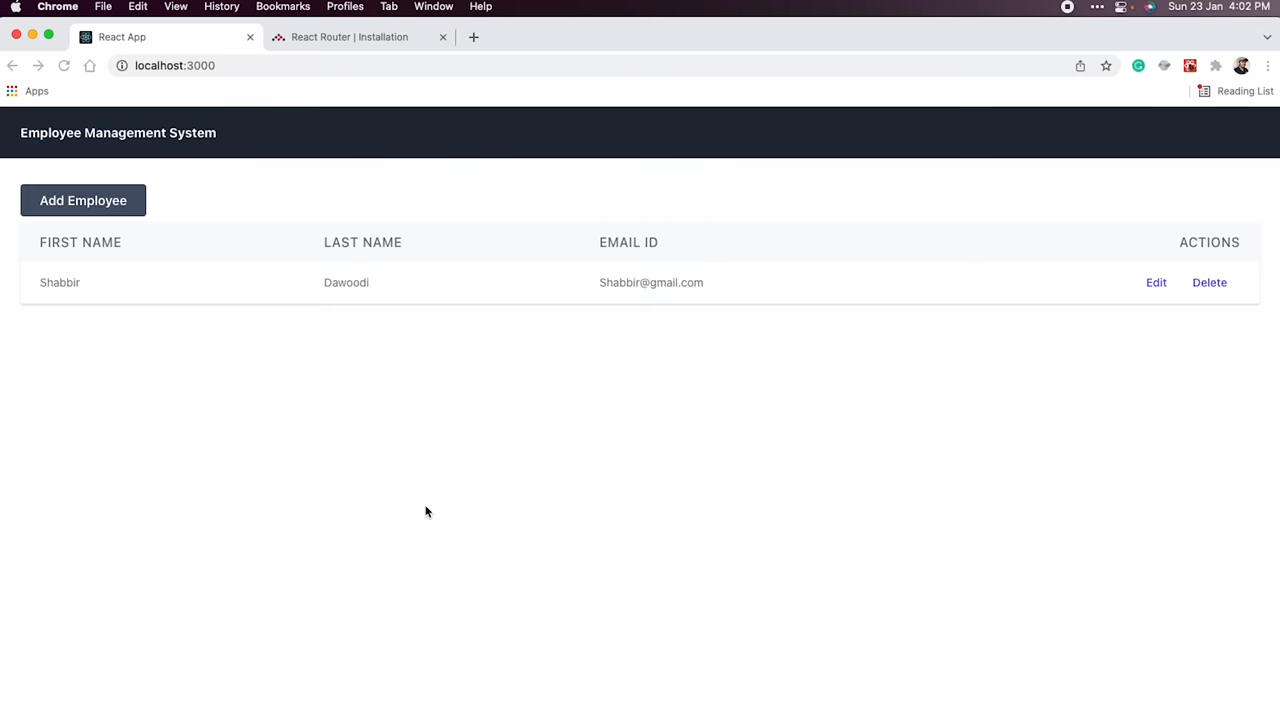 Chrome File Edit View History Bookmarks Profiles Tab Window Help Sun 23 Jan 4:02 PM
React App React Router | Installation
localhost:3000
Apps Reading List
Employee Management System
Add Employee
FIRST NAME LAST NAME EMAIL ID ACTIONS
Shabbir Dawoodi Shabbir@gmail.com Edit Delete